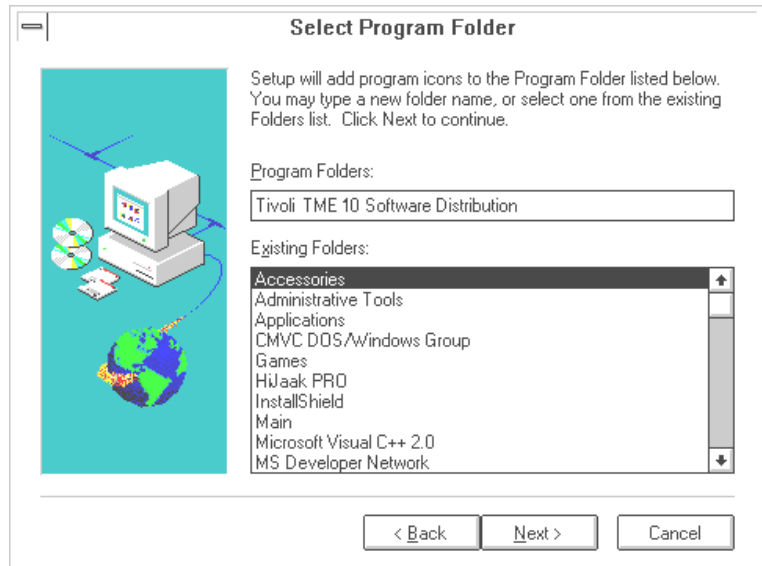 Select Program Folder
Setup will add program icons to the Program Folder listed below.
You may type a new folder name, or select one from the existing
Folders list.  Click Next to continue.
Program Folders:
Tivoli TME 10 Software Distribution
Existing Folders:
Accessories
Administrative Tools
Applications
CMVC DOS/Windows Group
Games
HiJaak PRO
InstallShield
Main
Microsoft Visual C++ 2.0
MS Developer Network
< Back
Next >
Cancel